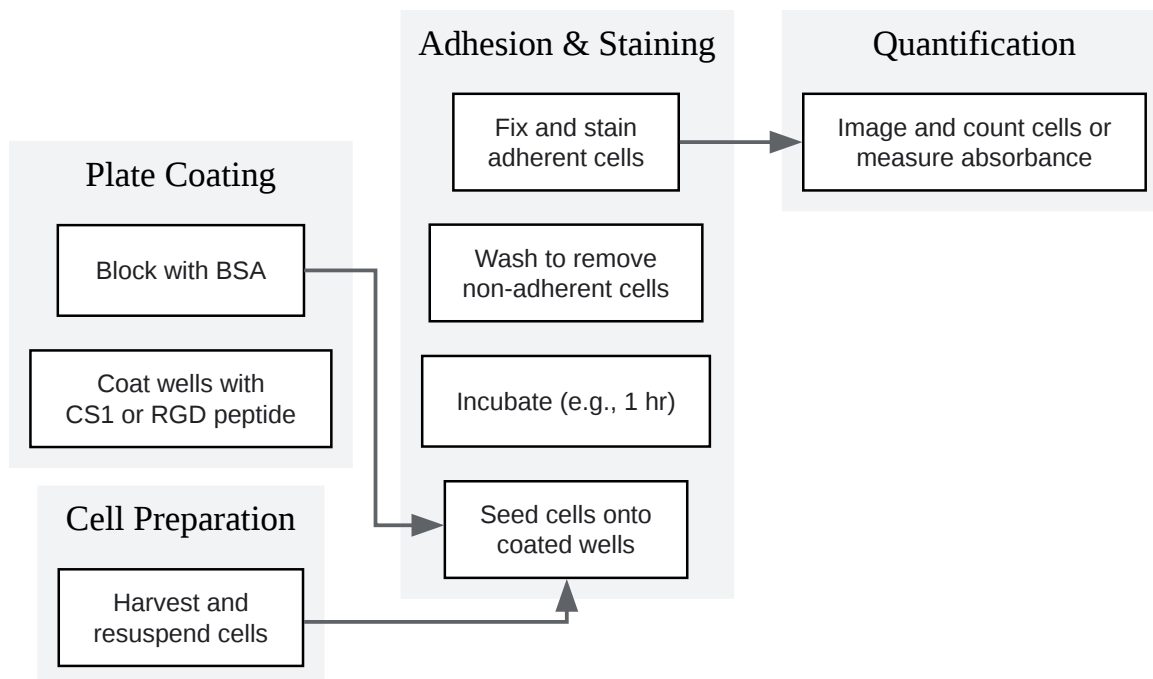 Plate Coating
Block with BSA
Coat wells with
CS1 or RGD peptide
Cell Preparation
Harvest and
resuspend cells
Adhesion & Staining
Fix and stain
adherent cells
Wash to remove
non-adherent cells
Incubate (e.g., 1 hr)
Seed cells onto
coated wells
Quantification
Image and count cells or
measure absorbance